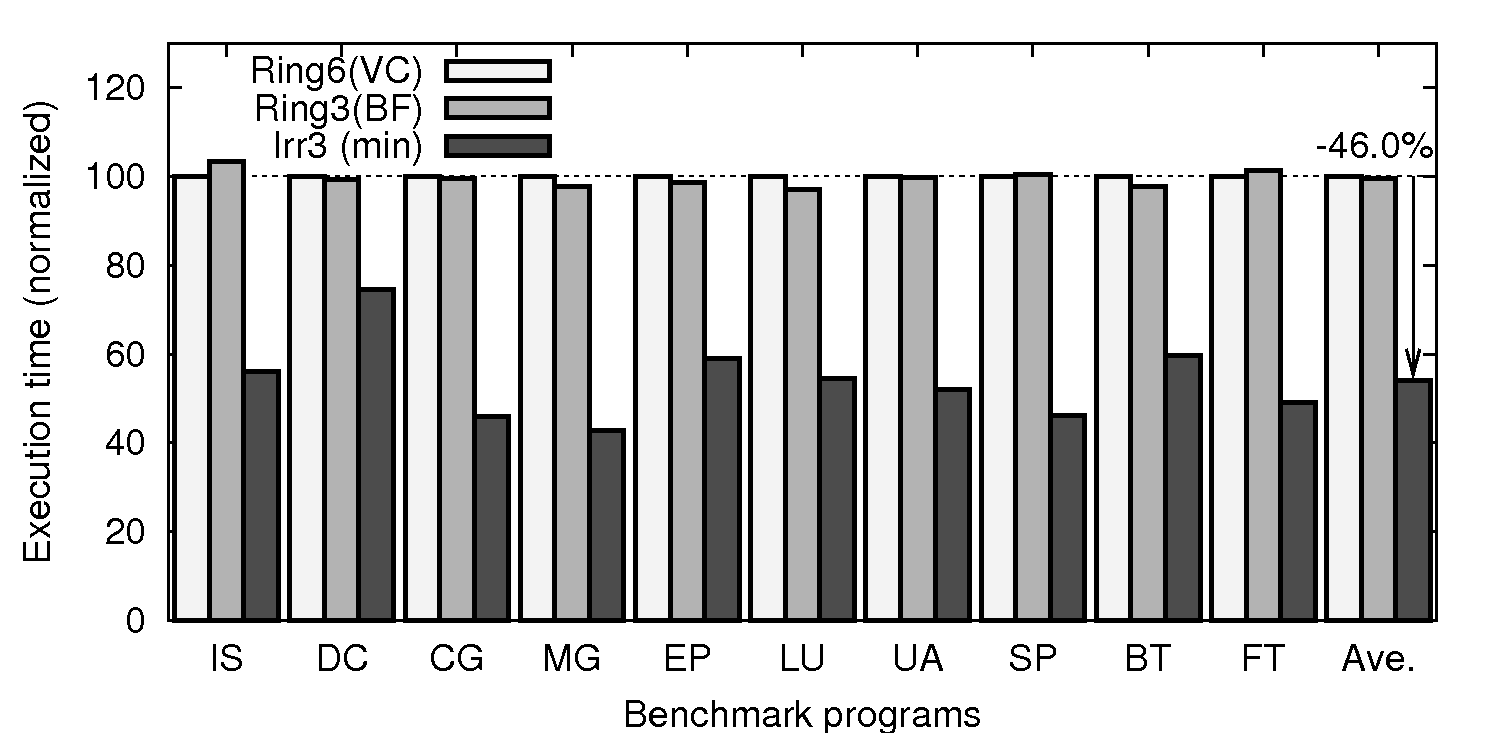 Ring6(VC)
Ring3(BF)
Irr3 (min)
-46.0%
Execution time (normalized)
120
100
80
60
40
20
0
IS DC CG MG EP LU UA SP BT FT Ave.
Benchmark programs